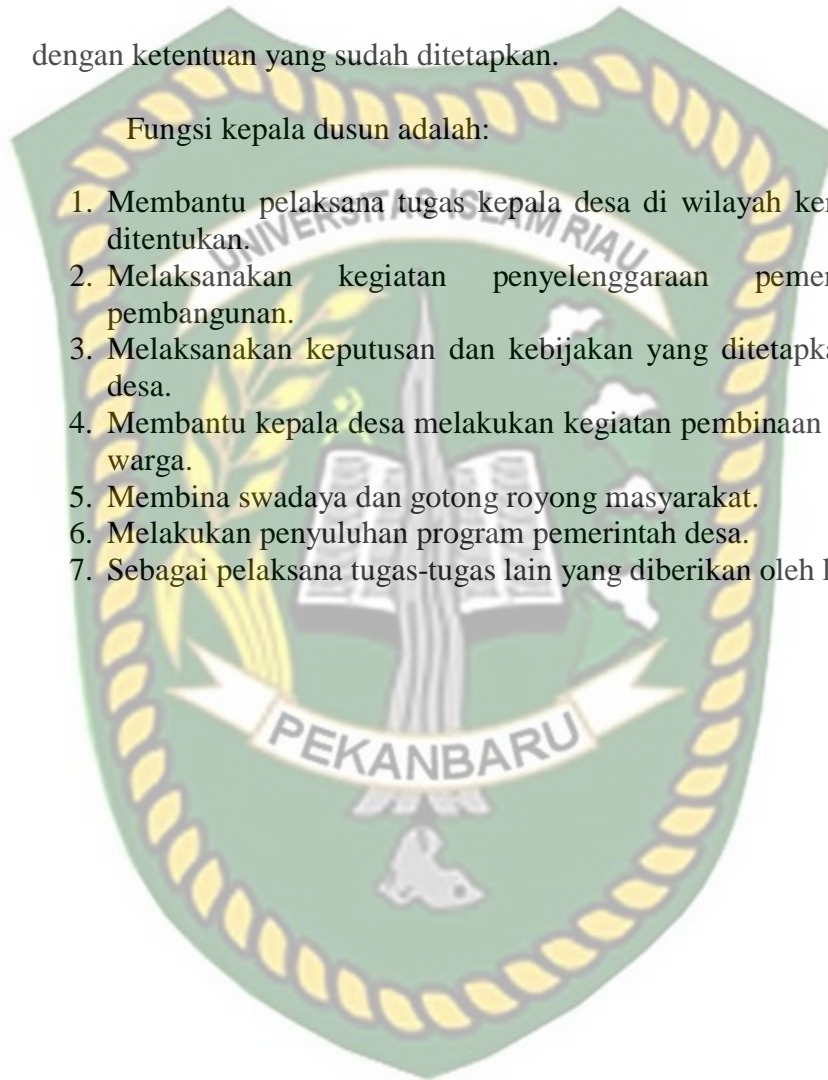 dengan ketentuan yang sudah ditetapkan.
Fungsi kepala dusun adalah:
1. Membantu pelaksana tugas kepala desa di wilayah
ditentukan.
2. Melaksanakan kegiatan penyelenggaraan
pembangunan.
3. Melaksanakan keputusan dan kebijakan yang
desa.
4. Membantu kepala desa melakukan kegiatan pembinaan
warga.
5. Membina swadaya dan gotong royong masyarakat.
6. Melakukan penyuluhan program pemerintah desa.
7. Sebagai pelaksana tugas-tugas lain yang diberikan oleh
UNIVERSITAS ISLAM RIAU
PEKANBARU